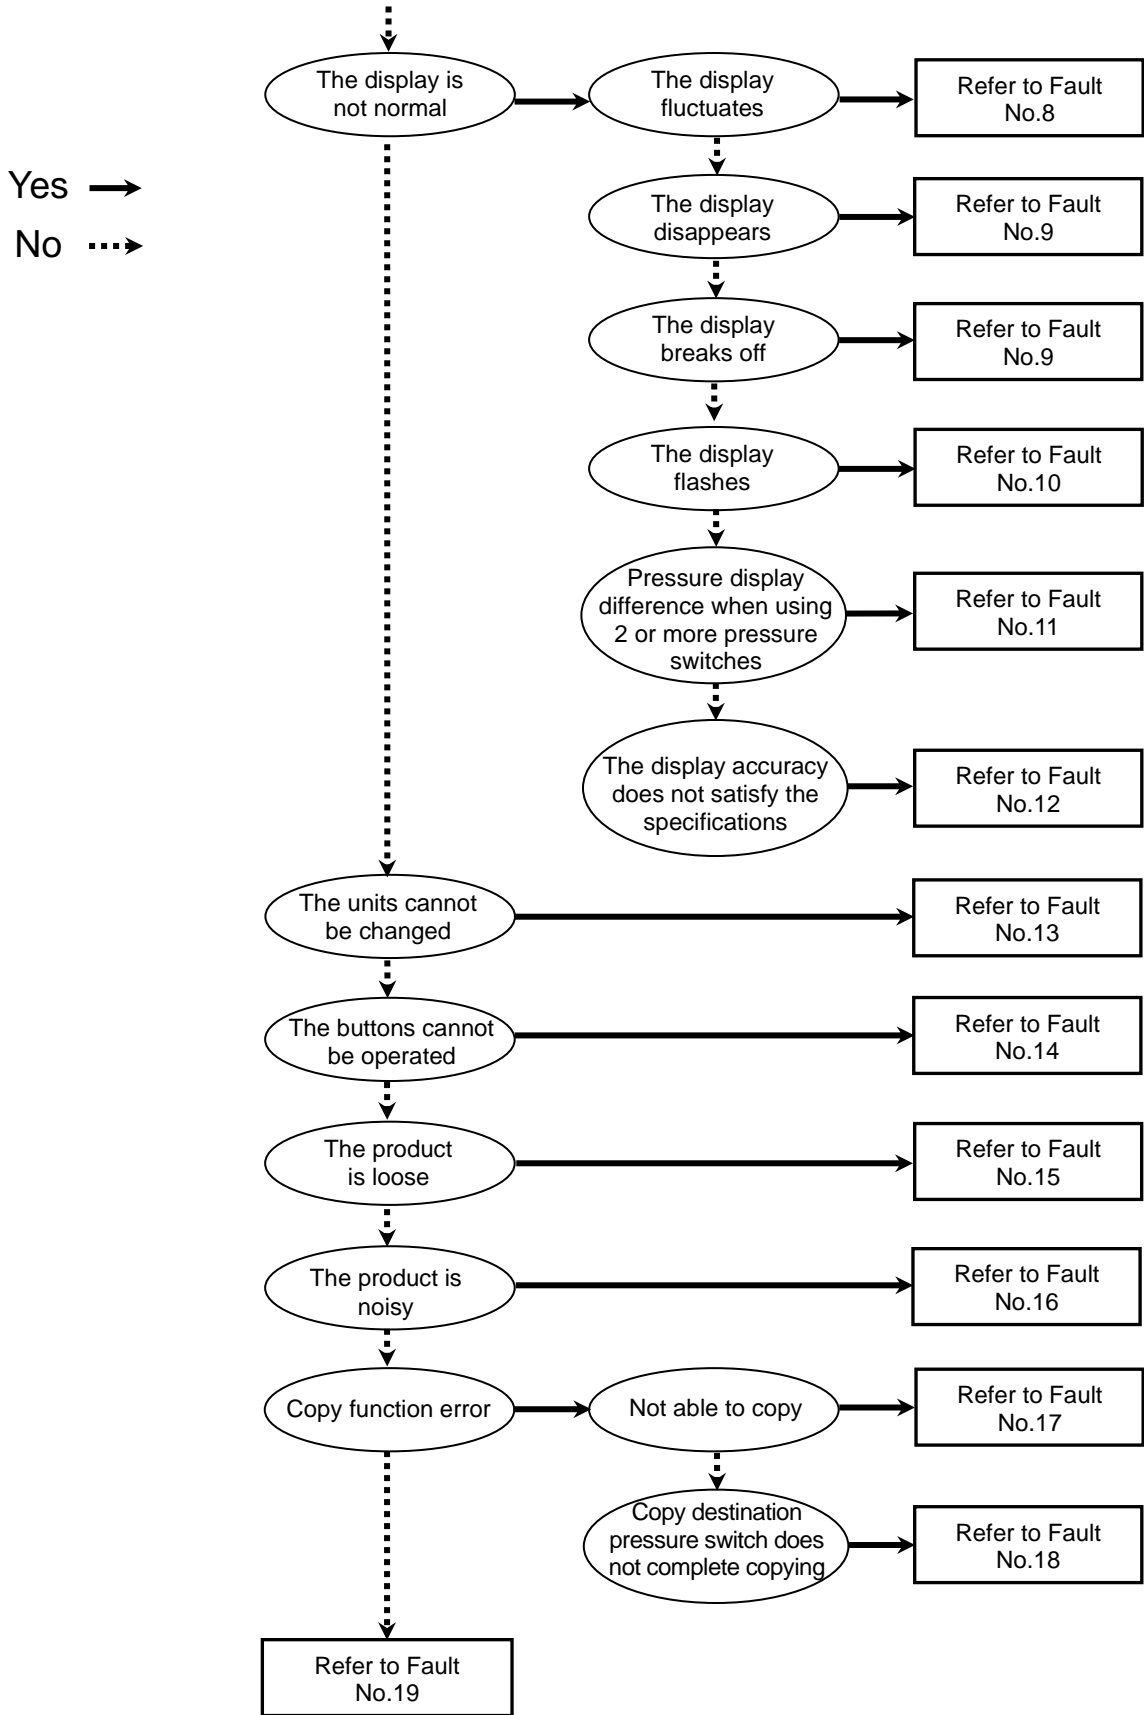 The display is
not normal
The display
fluctuates
Refer to Fault
No.8
Yes
No
The display
disappears
Refer to Fault
No.9
The display
breaks off
Refer to Fault
No.9
The display
flashes
Refer to Fault
No.10
Pressure display
difference when using
2 or more pressure
switches
Refer to Fault
No.11
The display accuracy
does not satisfy the
specifications
Refer to Fault
No.12
The units cannot
be changed
Refer to Fault
No.13
The buttons cannot
be operated
Refer to Fault
No.14
The product
is loose
Refer to Fault
No.15
The product is
noisy
Refer to Fault
No.16
Copy function error
Not able to copy
Refer to Fault
No.17
Copy destination
pressure switch does
not complete copying
Refer to Fault
No.18
Refer to Fault
No.19